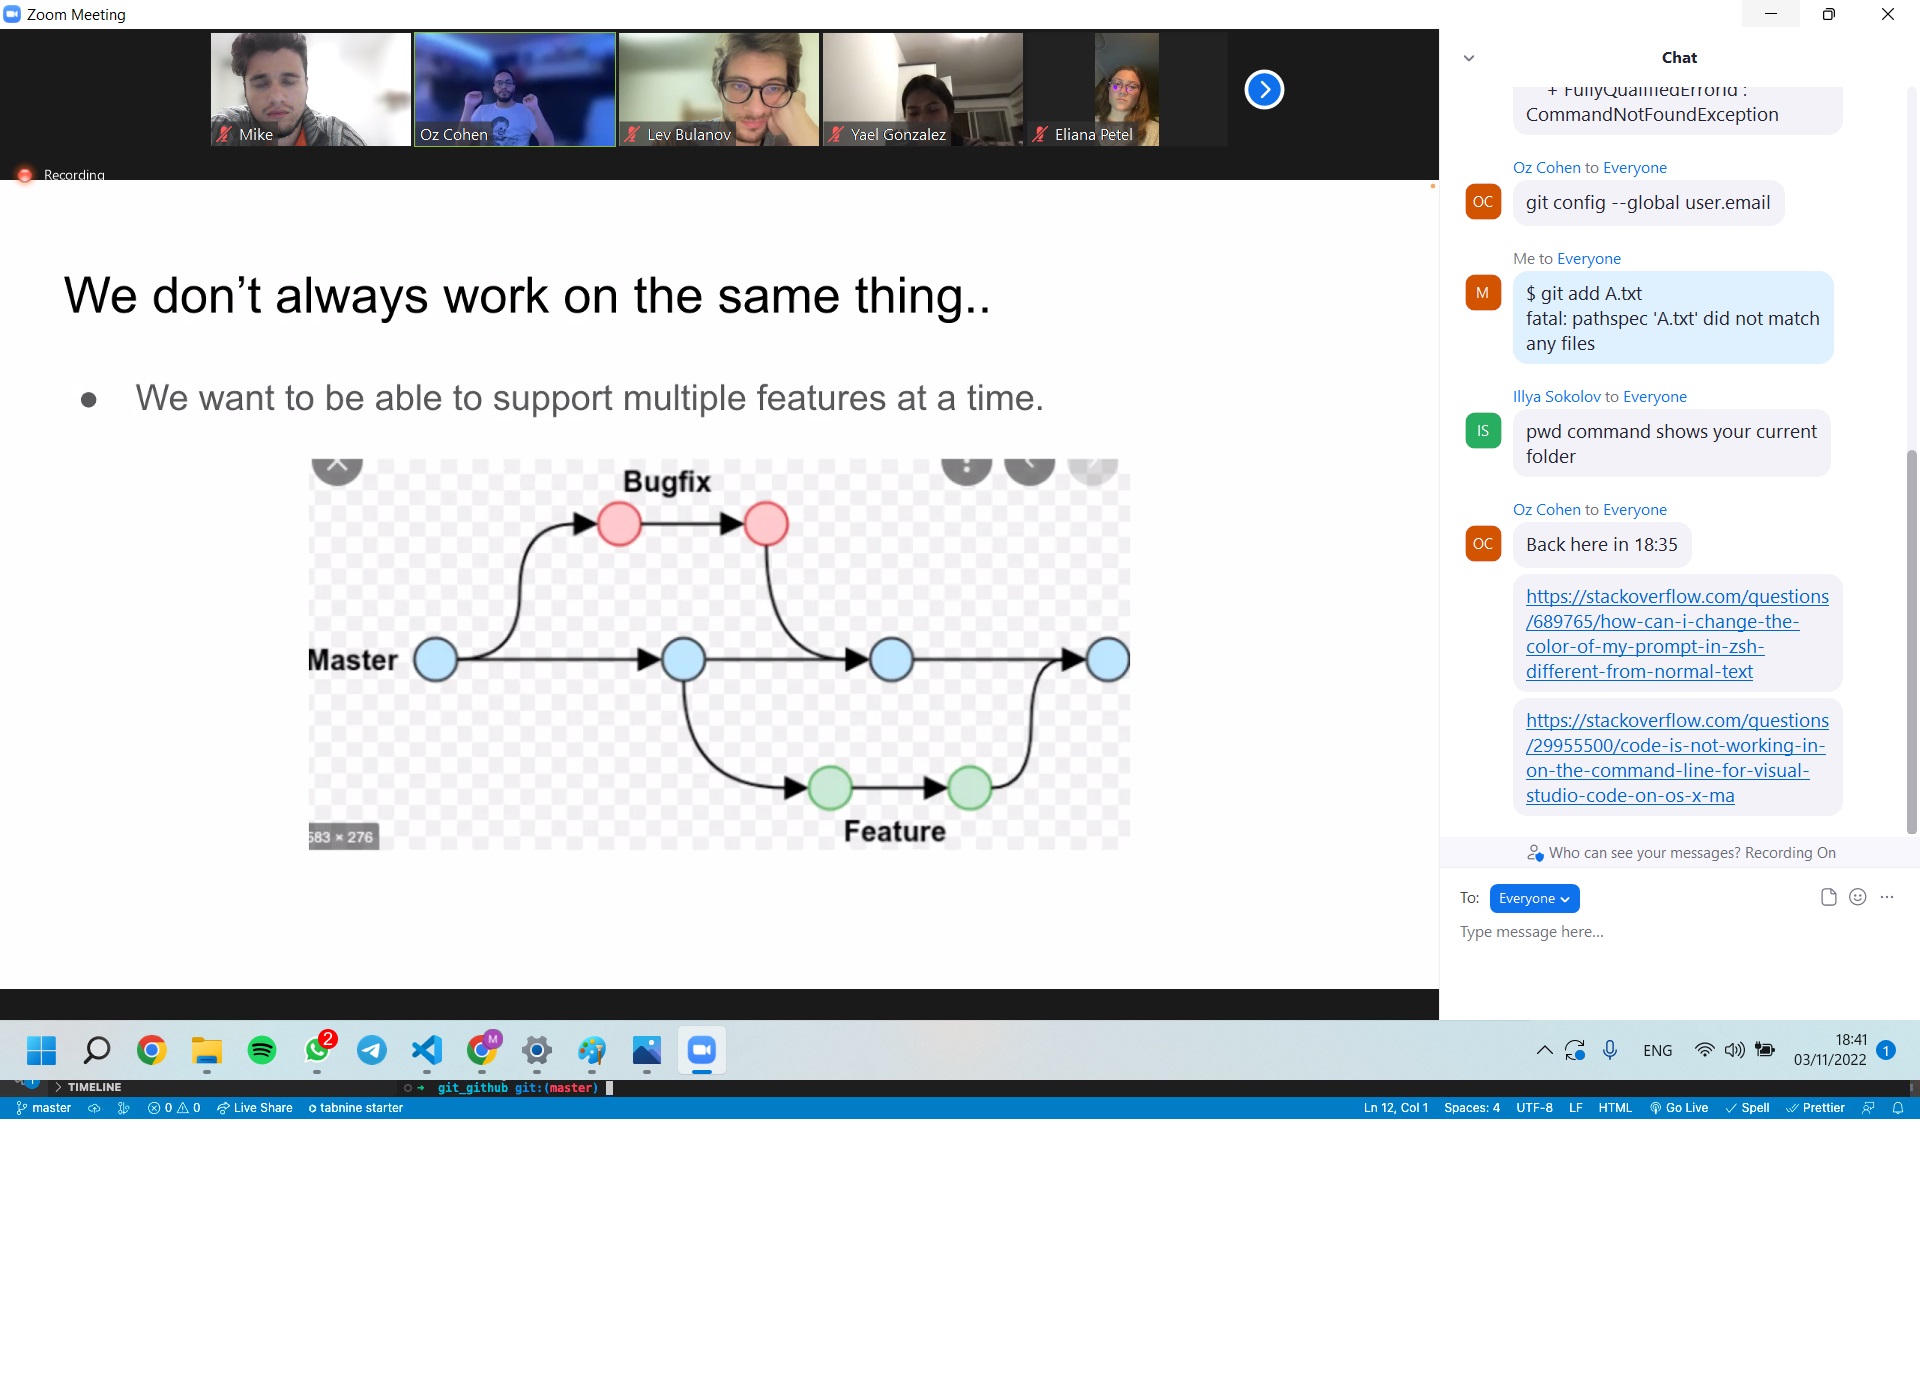 Zoom Meeting
Mike
Oz Cohen
Lev Bulanov
Yael Gonzalez
Eliana Petel
Recording
We don’t always work on the same thing..
● We want to be able to support multiple features at a time.
Bugfix
Master
Feature
583 × 276
Chat
+ FullyQualifiedErrorId :
CommandNotFoundException
Oz Cohen to Everyone
OC
git config --global user.email
Me to Everyone
M
$ git add A.txt
fatal: pathspec 'A.txt' did not match
any files
Illya Sokolov to Everyone
IS
pwd command shows your current
folder
Oz Cohen to Everyone
OC
Back here in 18:35
https://stackoverflow.com/questions
/689765/how-can-i-change-the-
color-of-my-prompt-in-zsh-
different-from-normal-text
https://stackoverflow.com/questions
/29955500/code-is-not-working-in-
on-the-command-line-for-visual-
studio-code-on-os-x-ma
Who can see your messages? Recording On
To: Everyone
Type message here...
2
M
ENG
18:41
03/11/2022
1
> TIMELINE
git_github git:(master)
master
0 0
Live Share
tabnine starter
Ln 12, Col 1
Spaces: 4
UTF-8
LF
HTML
Go Live
Spell
Prettier